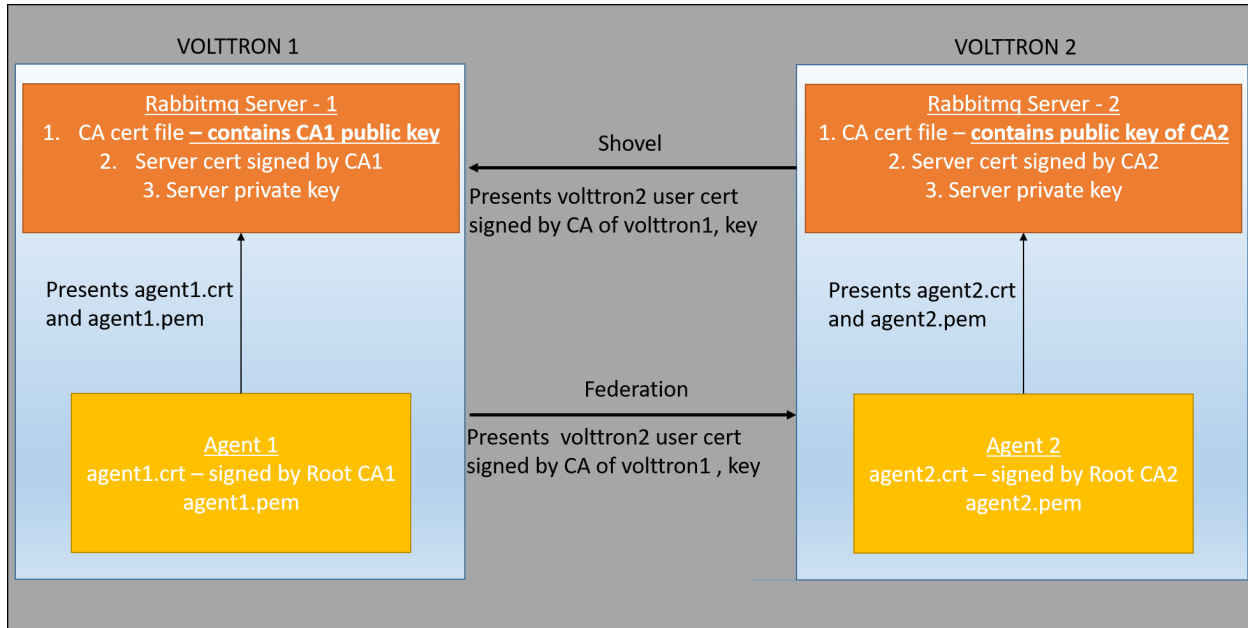 VOLTTRON 1
Rabbitmq Server - 1
1. CA cert file – contains CA1 public key
2. Server cert signed by CA1
3. Server private key
Presents agent1.crt
and agent1.pem
Agent 1
agent1.crt – signed by Root CA1
agent1.pem
Shovel
Presents volttron2 user cert
signed by CA of volttron1, key
Federation
Presents  volttron2 user cert
signed by CA of volttron1 , key
VOLTTRON 2
Rabbitmq Server - 2
1. CA cert file – contains public key of CA2
2. Server cert signed by CA2
3. Server private key
Presents agent2.crt
and agent2.pem
Agent 2
agent2.crt – signed by Root CA2
agent2.pem